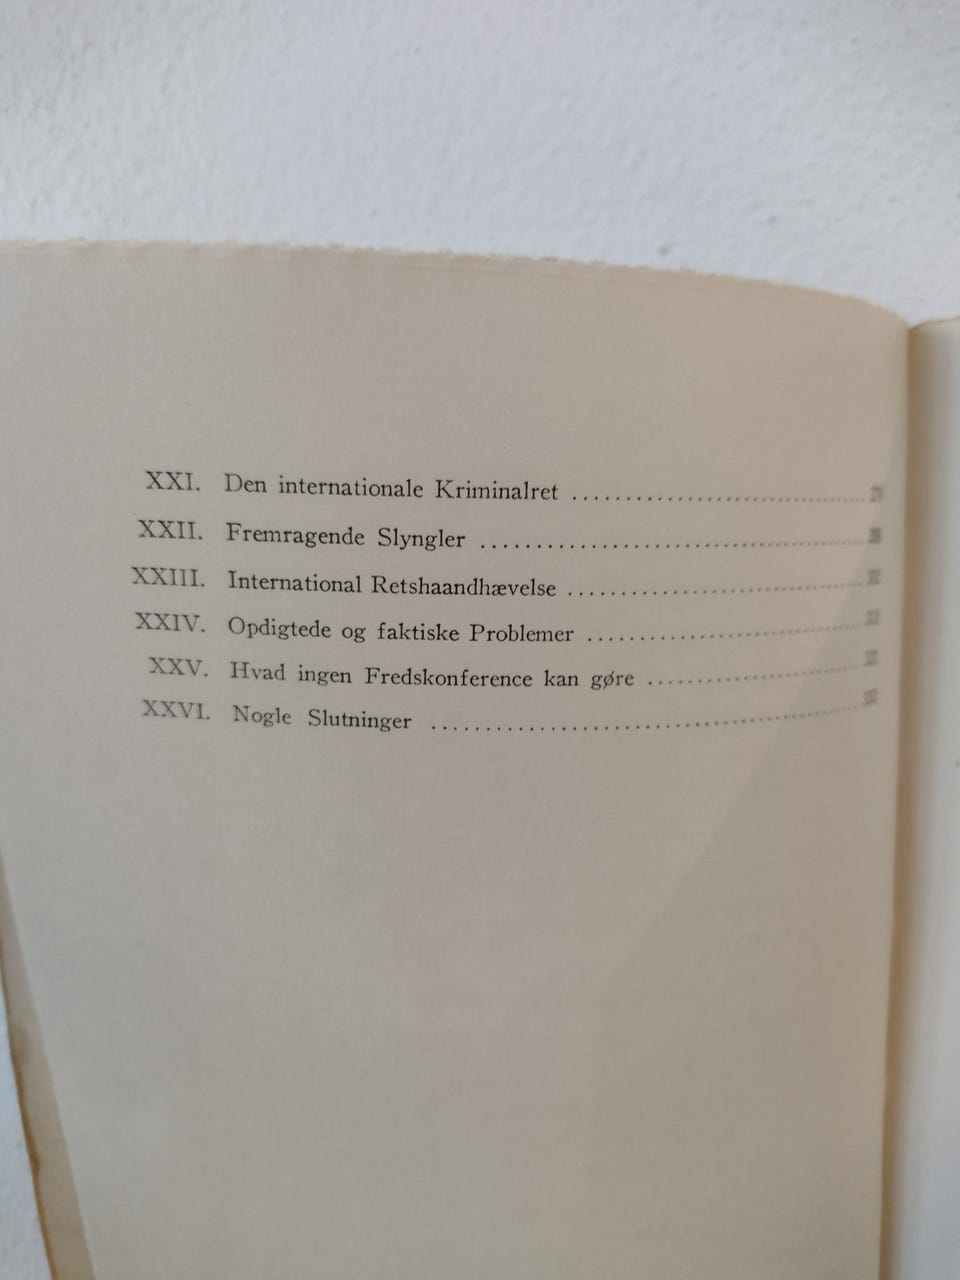 XXI. Den internationale Kriminalret ........................
XXII. Fremragende Slyngler ................................
XXIII. International Retshaandhævelse ........................
XXIV. Opdigtede og faktiske Problemer ......................
XXV. Hvad ingen Fredskonference kan gøre .................
XXVI. Nogle Slutninger ....................................